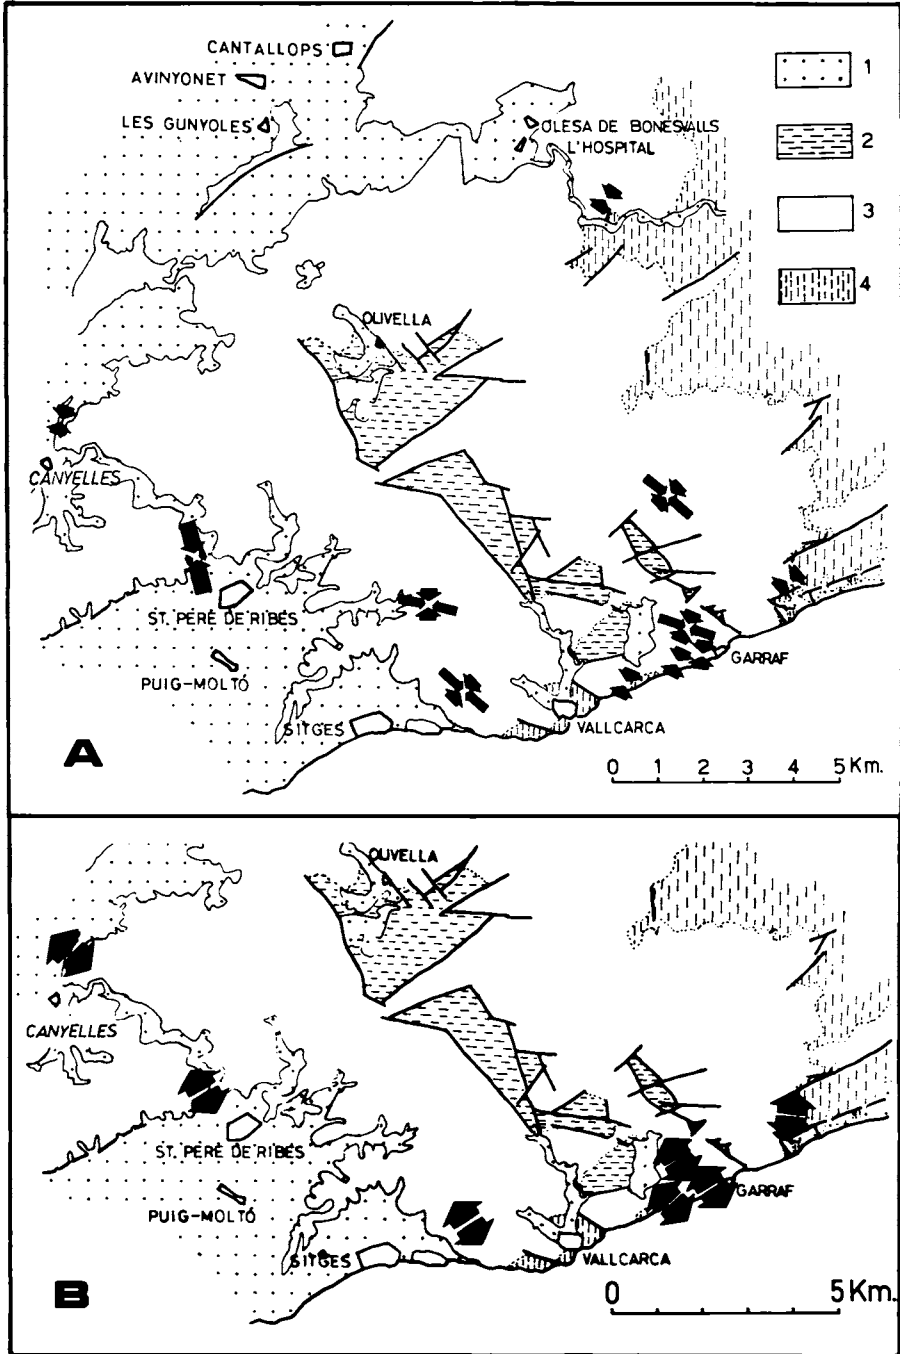 CANTALLOPS
AVINYONET
LES GUNYOLES
OLESA DE BONESVALLS
L'HOSPITAL
1
2
3
4
OLIVELLA
CANYELLES
ST. PERE DE RIBES
PUIG-MOLTÓ
SITGES
GARRAF
VALLCARCA
A
0 1 2 3 4 5 Km.
OLIVELLA
CANYELLES
ST. PERE DE RIBES
PUIG-MOLTÓ
SITGES
GARRAF
VALLCARCA
B
0 5 Km.